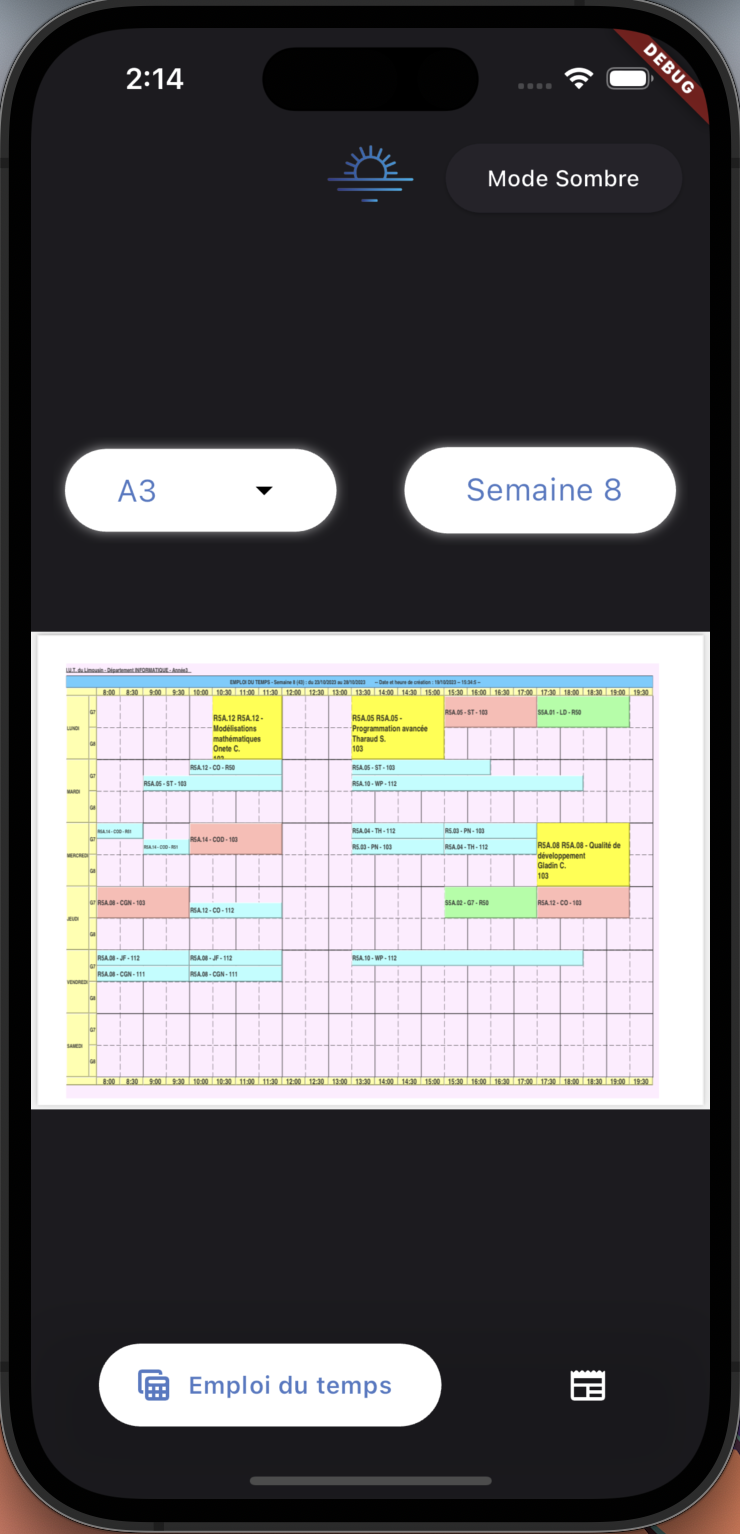 2:14
DEBUG
Mode Sombre
A3
Semaine 8
I.U.T. du Limousin - Département INFORMATIQUE - Année3
EMPLOI DU TEMPS - Semaine 8 (43) : du 23/10/2023 au 28/10/2023 -- Date et heure de création : 19/10/2023 --
8:00 8:30 9:00 9:30 10:00 10:30 11:00 11:30 12:00 12:30 13:00 13:30 14:00 14:30 15:00 15:30 16:00 16:30 17:00 17:30 18:00 18:30 19:00 19:30
LUNDI
G7
G8
R5A.12 R5A.12 -
Modélisations
mathématiques
Onete C.
R5A.05 R5A.05 -
Programmation avancée
Tharaud S.
103
R5A.05 - ST - 103
S5A.01 - LD - R50
MARDI
G7
G8
R5A.12 - CO - R50
R5A.05 - ST - 103
R5A.05 - ST - 103
R5A.10 - WP - 112
MERCREDI
G7
G8
R5A.14 - COD - R51
R5A.14 - COD - R51
R5A.14 - COD - 103
R5A.04 - TH - 112
R5.03 - PN - 103
R5.03 - PN - 103
R5A.04 - TH - 112
R5A.08 R5A.08 - Qualité de
développement
Gladin C.
103
JEUDI
G7
G8
R5A.08 - CGN - 103
R5A.12 - CO - 112
S5A.02 - G7 - R50
R5A.12 - CO - 103
VENDREDI
G7
G8
R5A.08 - JF - 112
R5A.08 - JF - 112
R5A.10 - WP - 112
R5A.08 - CGN - 111
R5A.08 - CGN - 111
SAMEDI
G7
G8
8:00 8:30 9:00 9:30 10:00 10:30 11:00 11:30 12:00 12:30 13:00 13:30 14:00 14:30 15:00 15:30 16:00 16:30 17:00 17:30 18:00 18:30 19:00 19:30
Emploi du temps